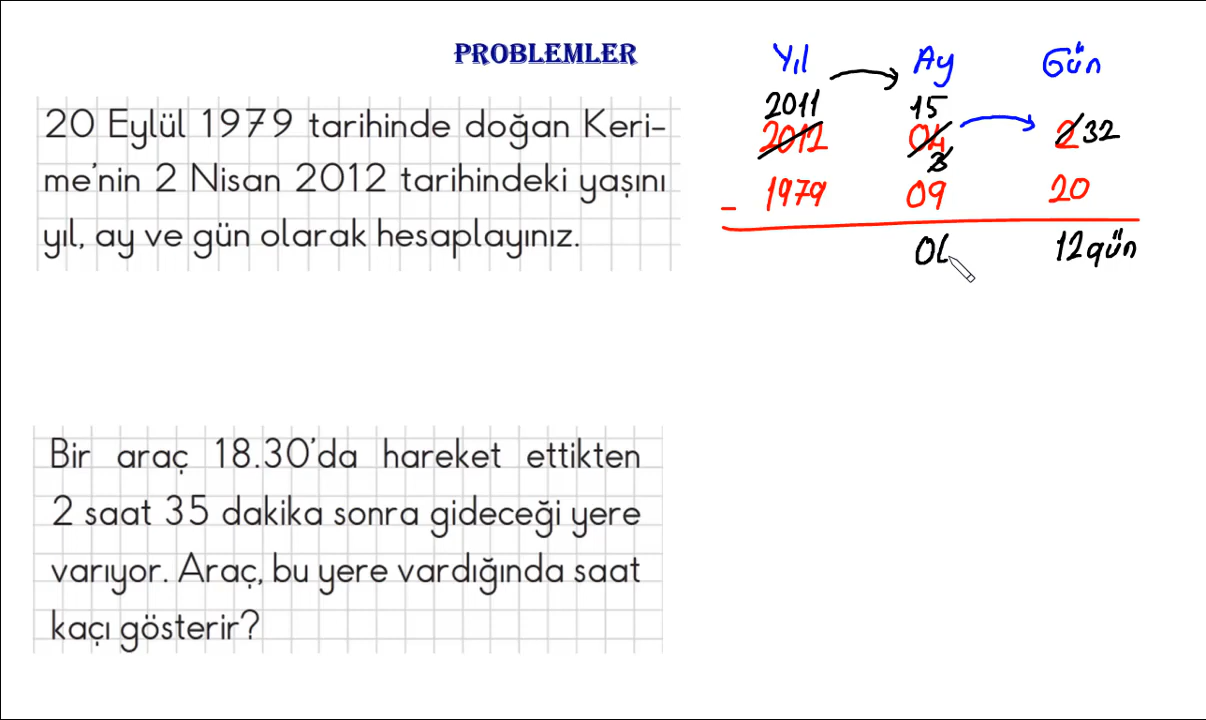 PROBLEMLER
20 Eylül 1979 tarihinde doğan Keri-
me'nin 2 Nisan 2012 tarihindeki yaşını
yıl, ay ve gün olarak hesaplayınız.
Yıl Ay Gün
2011 15
2012 04 2 32
3
- 1979 09 20
12gün
Bir araç 18.30'da hareket ettikten
2 saat 35 dakika sonra gideceği yere
varıyor. Araç, bu yere vardığında saat
kaçı gösterir?